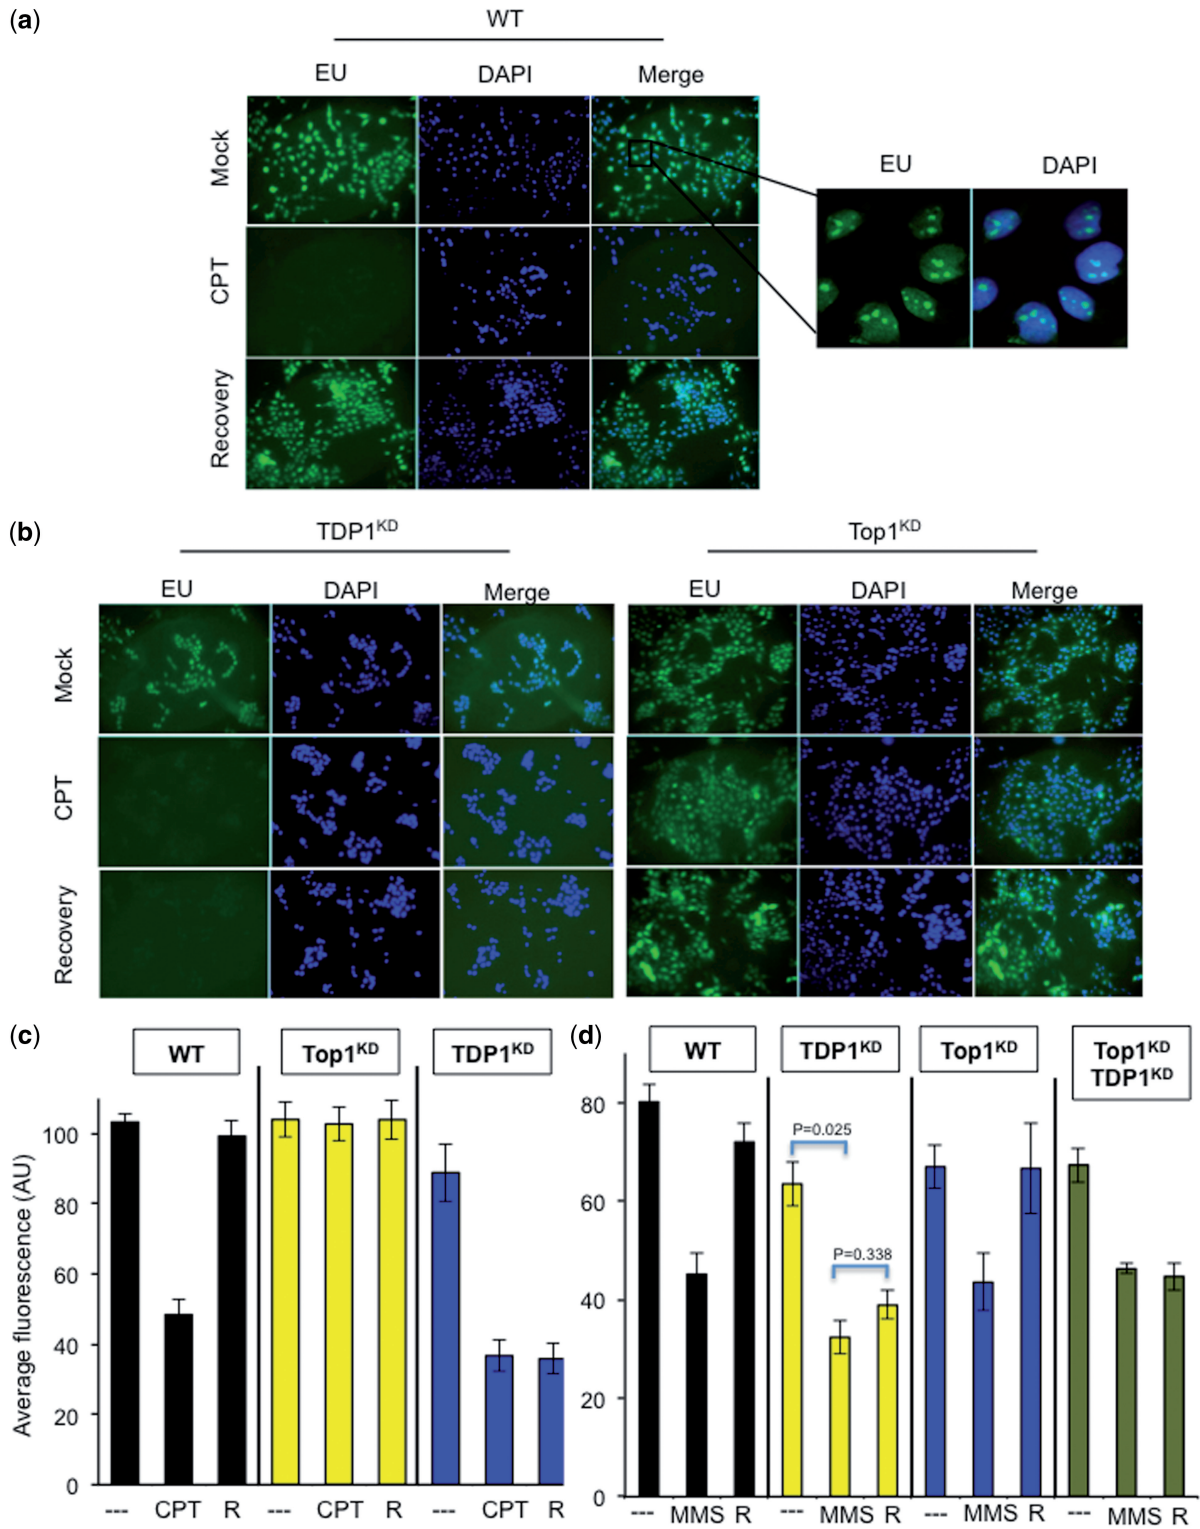 (a)
WT
EU DAPI Merge
Mock
CPT
Recovery
EU DAPI
(b)
TDP1KD Top1KD
EU DAPI Merge EU DAPI Merge
Mock
CPT
Recovery
(c)
WT Top1KD TDP1KD
Average fluorescence (AU)
100
80
60
40
20
0
--- CPT R --- CPT R --- CPT R
(d)
WT TDP1KD Top1KD Top1KD
TDP1KD
80
60
40
20
0
P=0.025
P=0.338
--- MMS R --- MMS R --- MMS R --- MMS R